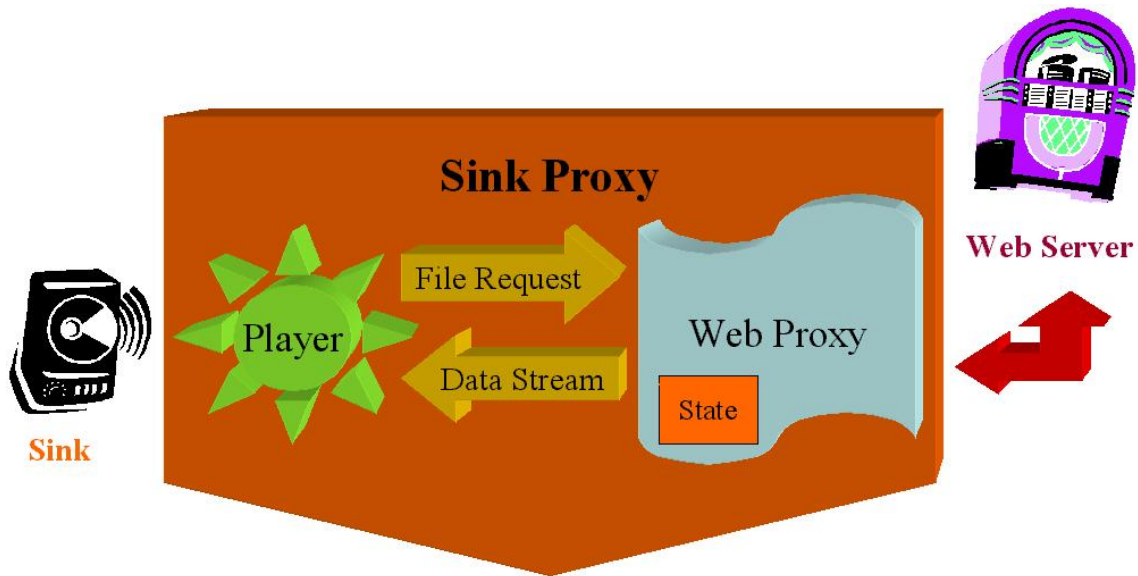 Sink Proxy
Web Server
File Request
Player
Web Proxy
Data Stream
State
Sink